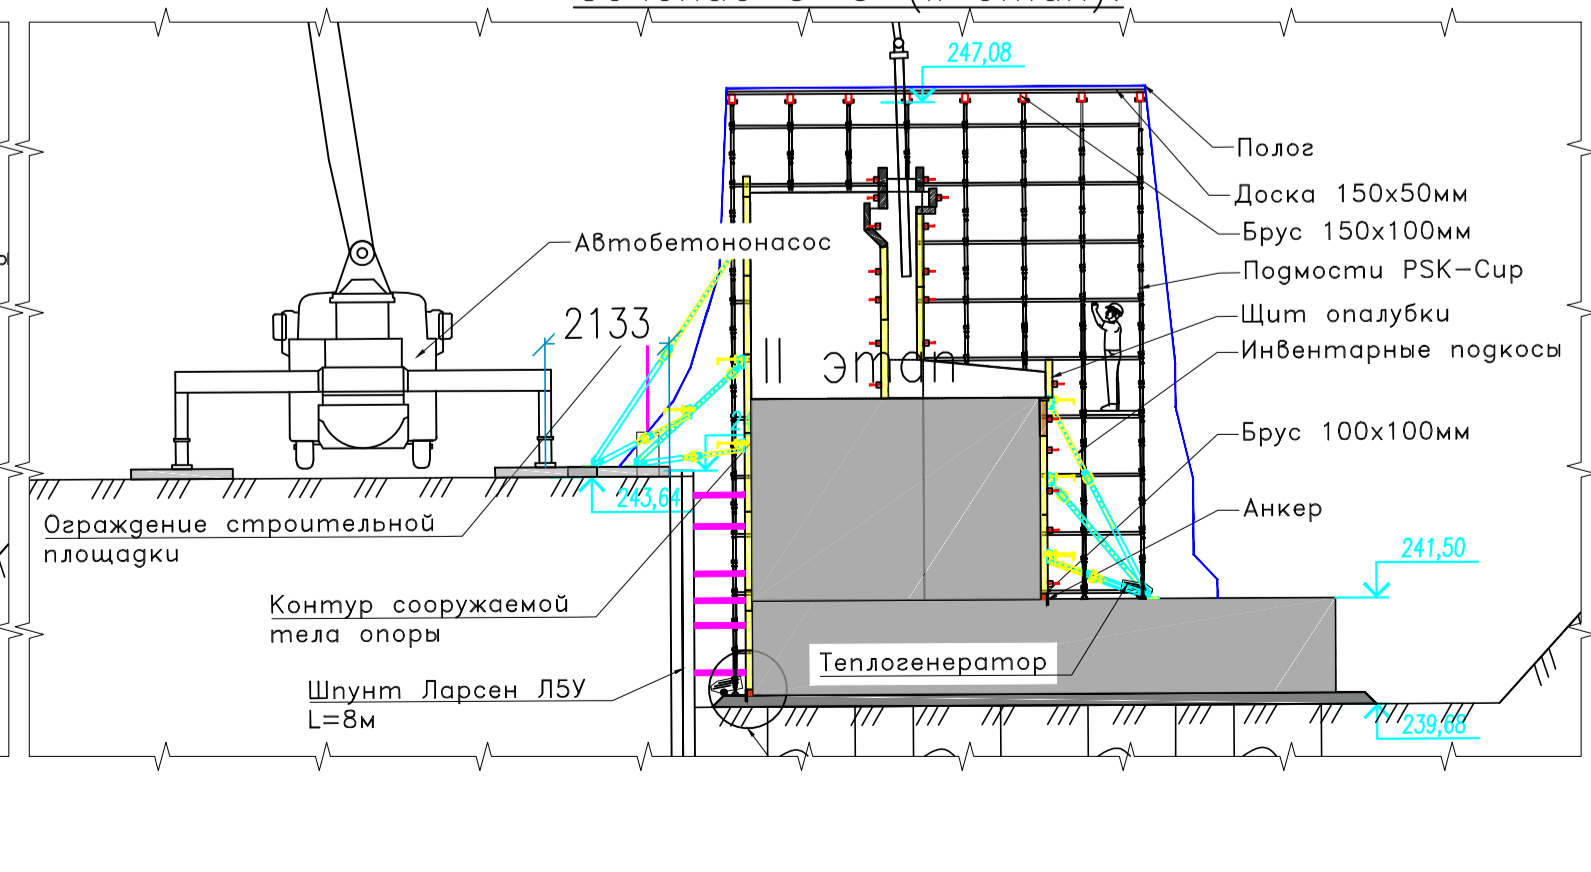 247,08
Полог
Доска 150х50мм
Брус 150х100мм
Автобетононасос
Подмости PSK-Cup
Щит опалубки
2133
Инвентарные подкосы
II этап
Брус 100х100мм
243,64
Анкер
Ограждение строительной
площадки
241,50
Контур сооружаемой
тела опоры
Теплогенератор
Шпунт Ларсен Л5У
L=8м
239,68